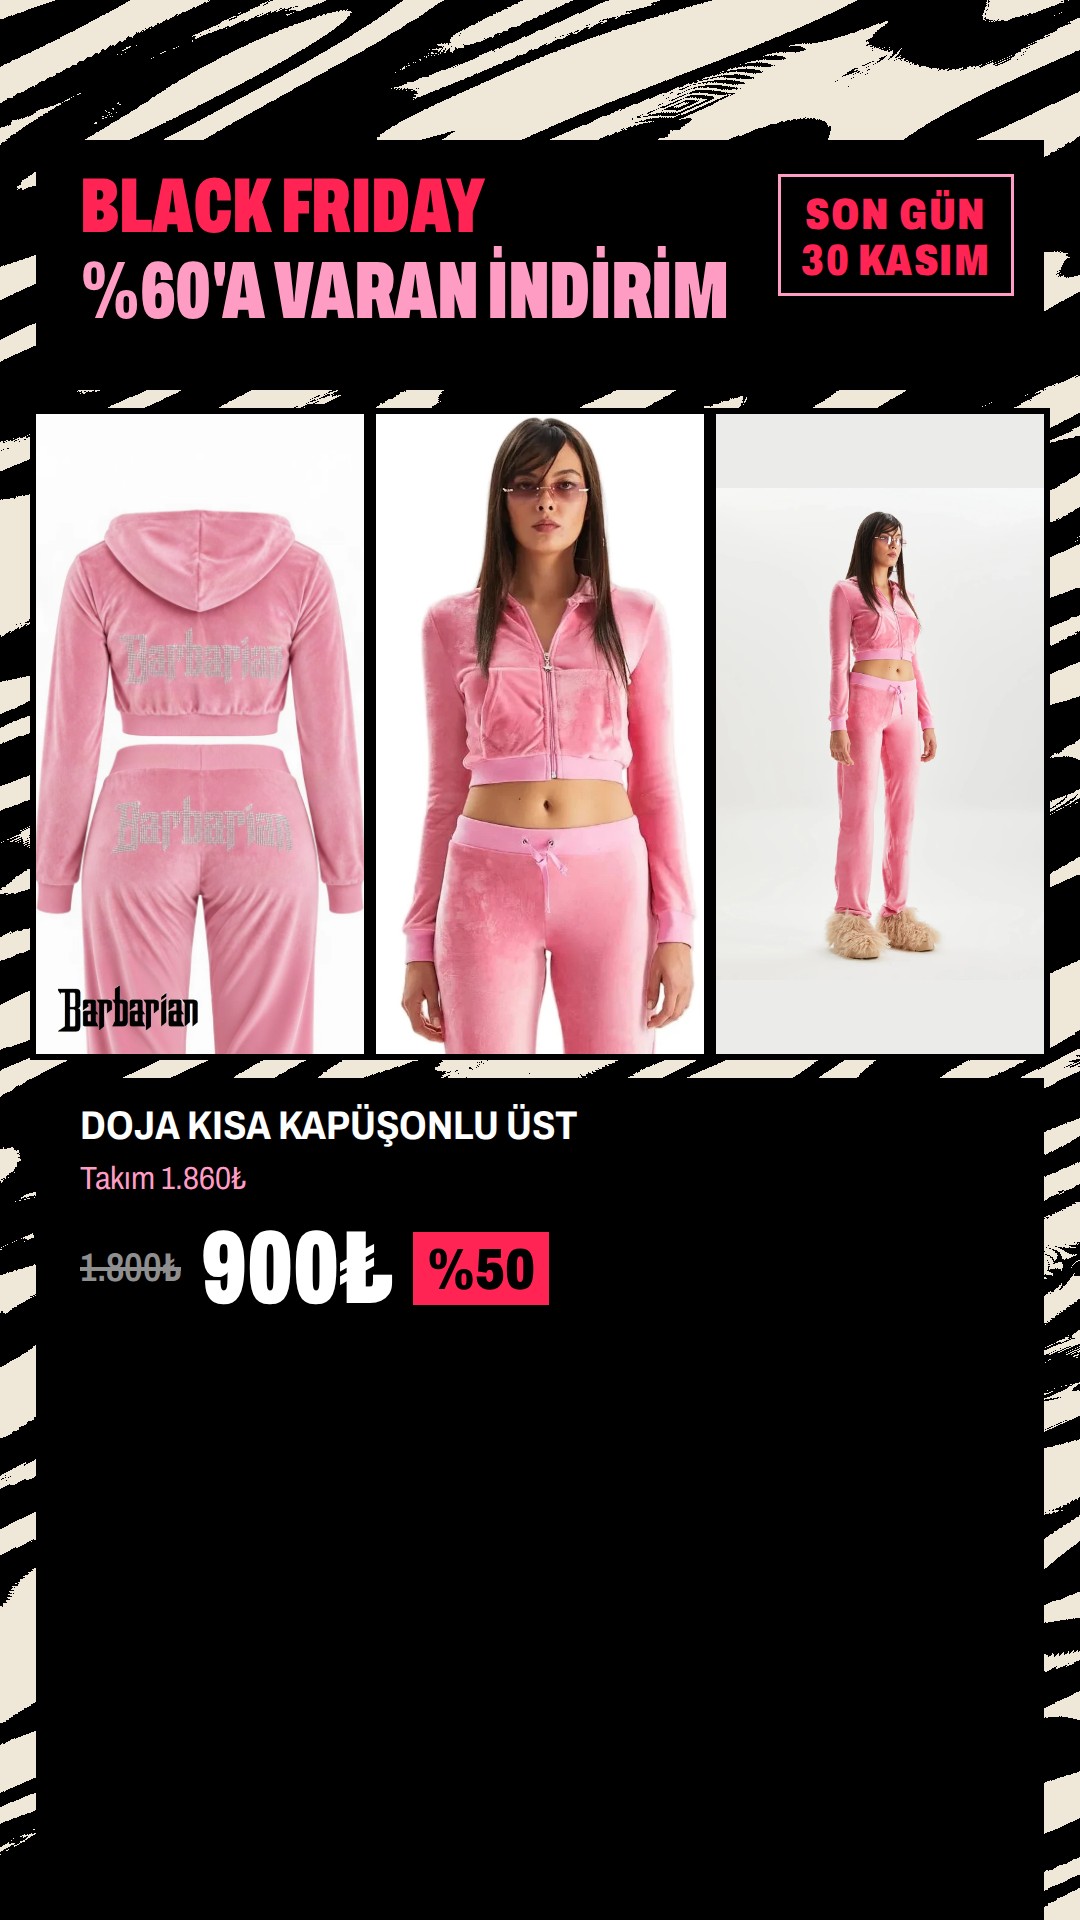 BLACK FRIDAY
%60'A VARAN İNDİRİM
SON GÜN
30 KASIM
Barbarian
Barbarian
Barbarian
DOJA KISA KAPÜŞONLU ÜST
Takım 1.860₺
1.800₺ 900₺ %50